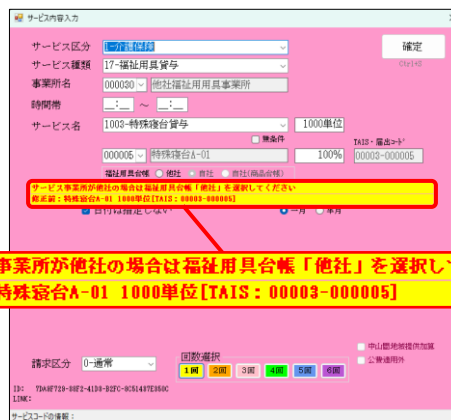 サービス内容入力
サービス区分 1-介護保険 確定
Ctrl+S
サービス種類 17-福祉用具貸与
事業所名 000030 他社福祉用用具事業所
時間帯 __:__ ～ __:__
サービス名 1003-特殊寝台貸与 1000単位
無条件 TAIS・届出コード
000005 特殊寝台A-01 100% 00003-000005
福祉用具台帳 他社 自社 自社(商品台帳)
サービス事業所が他社の場合は福祉用具台帳「他社」を選択してください
修正前：特殊寝台A-01 1000単位[TAIS：00003-000005]
日付は指定しない 一月 半月
事業所が他社の場合は福祉用具台帳「他社」を選択して
特殊寝台A-01 1000単位[TAIS：00003-000005]
中山間地域提供加算
請求区分 0-通常 回数選択
1回 2回 3回 4回 5回 6回
公費適用外
ID:
LINK:
サービスコードの情報：